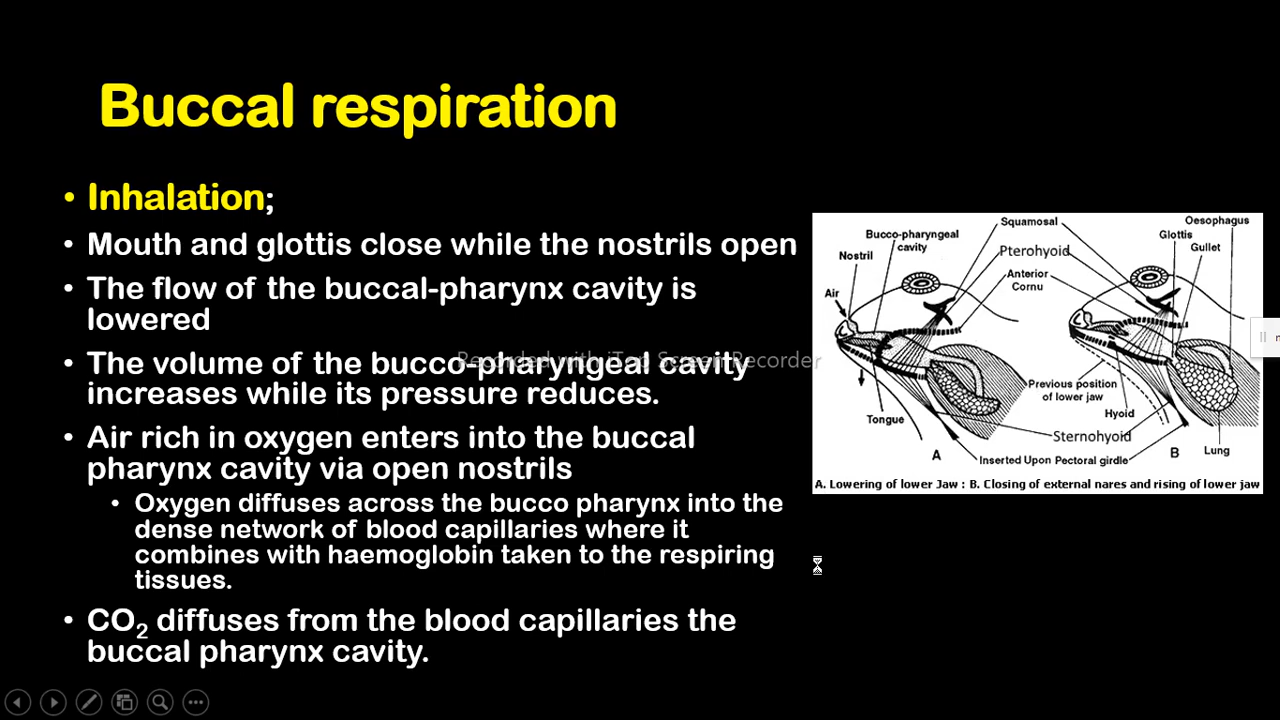 Buccal respiration
• Inhalation;
• Mouth and glottis close while the nostrils open
• The flow of the buccal-pharynx cavity is
lowered
• The volume of the bucco-pharyngeal cavity
increases while its pressure reduces.
• Air rich in oxygen enters into the buccal
pharynx cavity via open nostrils
• Oxygen diffuses across the bucco pharynx into the
dense network of blood capillaries where it
combines with haemoglobin taken to the respiring
tissues.
• CO₂ diffuses from the blood capillaries the
buccal pharynx cavity.
Recorded with iTop Screen Recorder
Squamosal
Oesophagus
Bucco-pharyngeal
cavity
Glottis
Nostril
Pterohyoid
Gullet
Anterior
Cornu
Air
Previous position
of lower jaw
Hyoid
Tongue
Sternohyoid
A
Inserted Upon Pectoral girdle
B
Lung
A. Lowering of lower Jaw : B. Closing of external nares and rising of lower jaw